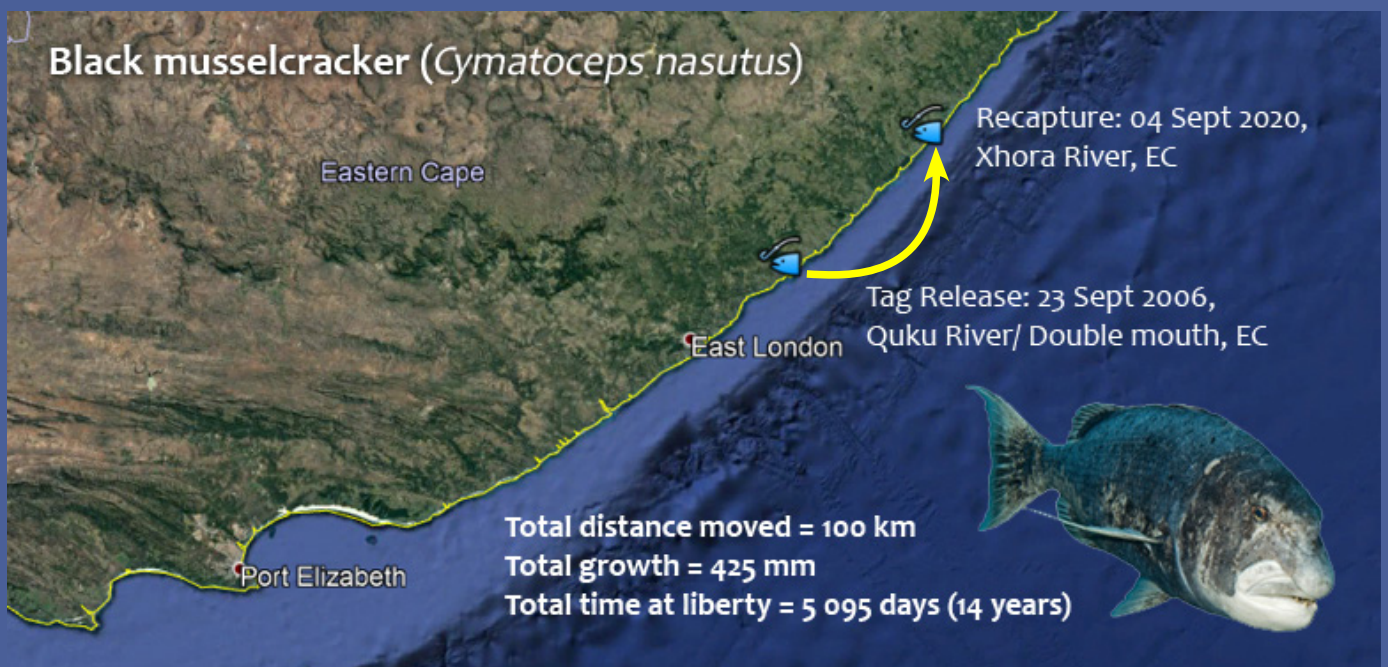 Black musselcracker (Cymatoceps nasutus)
Recapture: 04 Sept 2020,
Xhora River, EC
Eastern Cape
Tag Release: 23 Sept 2006,
Quku River/ Double mouth, EC
East London
Total distance moved = 100 km
Total growth = 425 mm
Total time at liberty = 5 095 days (14 years)
Port Elizabeth